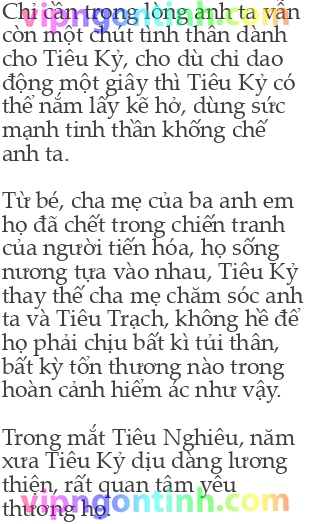 Chỉ cần trong lòng anh ta vẫn
còn một chút tình thân dành
cho Tiêu Kỷ, cho dù chỉ dao
động một giây thì Tiêu Kỷ có
thể nắm lấy kẽ hở, dùng sức
mạnh tinh thần khống chế
anh ta.
Từ bé, cha mẹ của ba anh em
họ đã chết trong chiến tranh
của người tiến hóa, họ sống
nương tựa vào nhau, Tiêu Kỷ
thay thế cha mẹ chăm sóc anh
ta và Tiêu Trạch, không hề để
họ phải chịu bất kì tủi thân,
bất kỳ tổn thương nào trong
hoàn cảnh hiểm ác như vậy.
Trong mắt Tiêu Nghiêu, năm
xưa Tiêu Kỷ dịu dàng lương
thiện, rất quan tâm yêu
thương họ.
vipngontinh.com
vipngontinh.com
vipngontinh.com